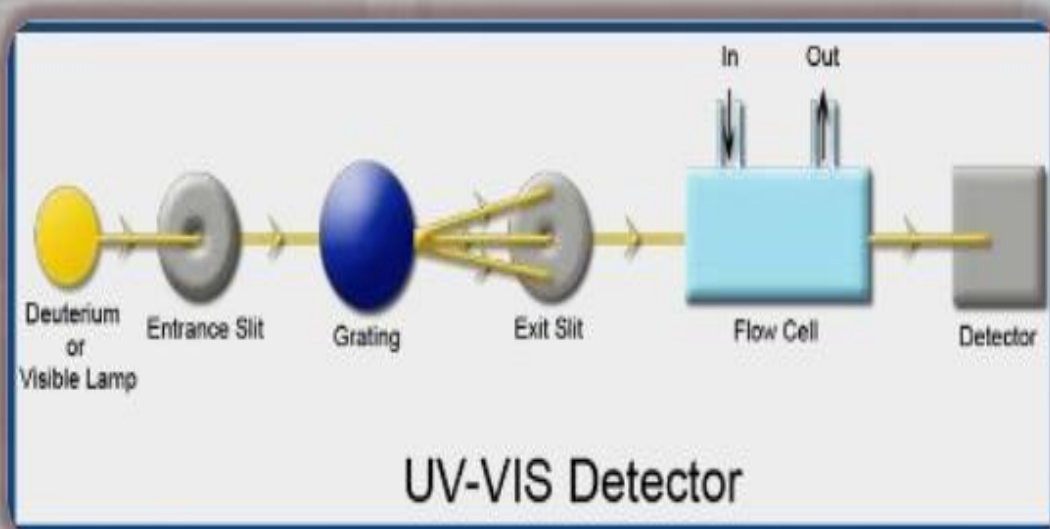 In
Out
Deuterium
or
Visible Lamp
Entrance Slit
Grating
Exit Slit
Flow Cell
Detector
UV-VIS Detector